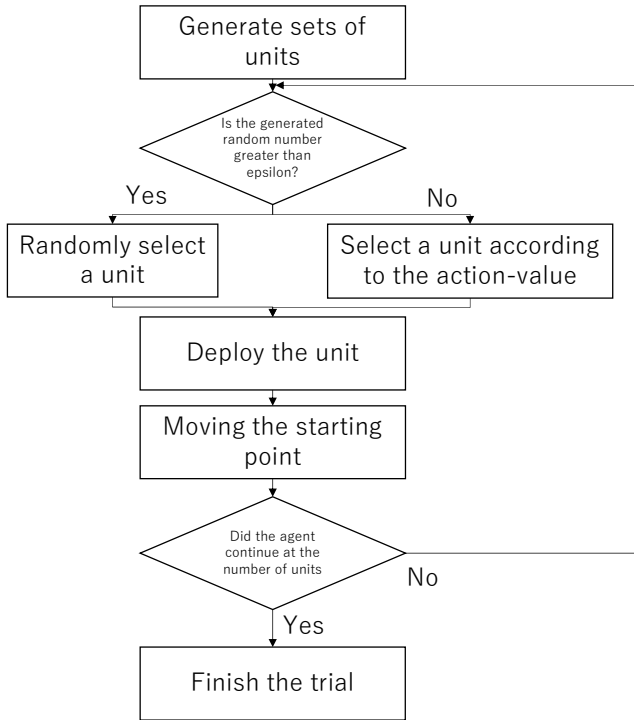 Generate sets of
units
Is the generated
random number
greater than
epsilon?
Yes
No
Randomly select
a unit
Select a unit according
to the action-value
Deploy the unit
Moving the starting
point
Did the agent
continue at the
number of units
No
Yes
Finish the trial